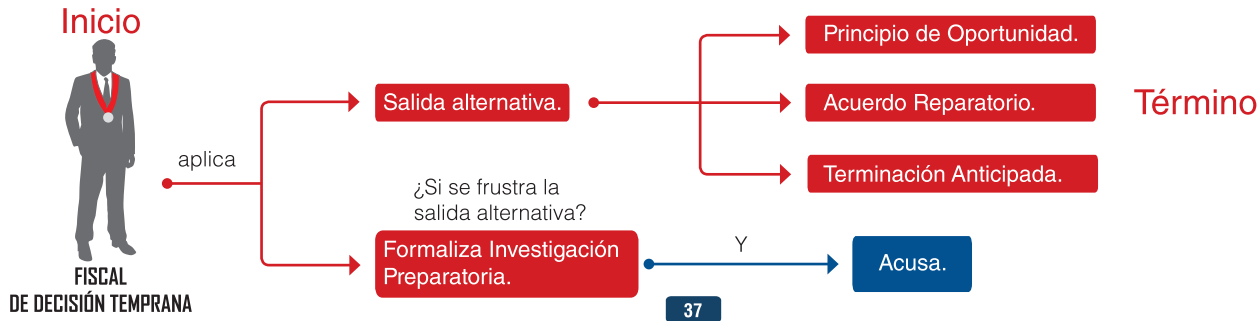 Inicio
FISCAL
DE DECISIÓN TEMPRANA
aplica
Salida alternativa.
Principio de Oportunidad.
Acuerdo Reparatorio.
Terminación Anticipada.
Término
¿Si se frustra la
salida alternativa?
Formaliza Investigación
Preparatoria.
Y
Acusa.
37